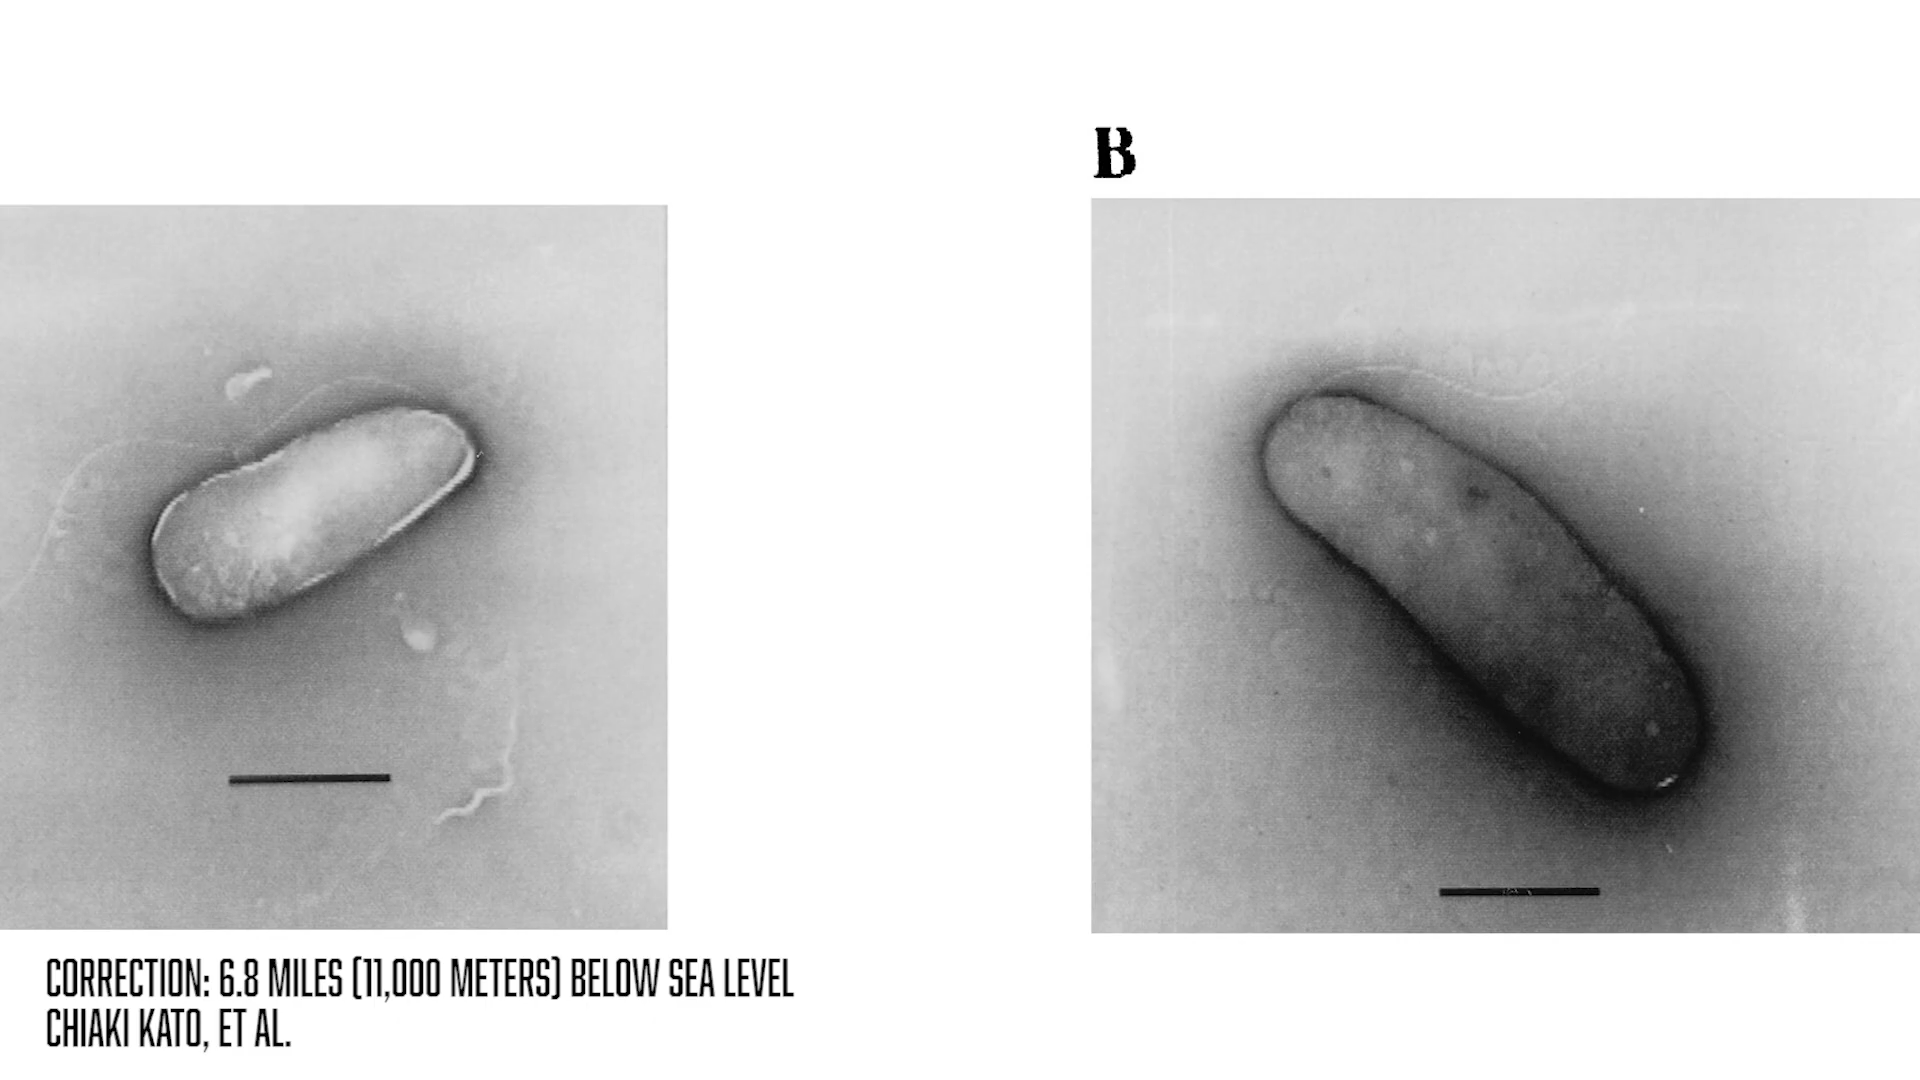 B
CORRECTION: 6.8 MILES (11,000 METERS) BELOW SEA LEVEL
CHIAKI KATO, ET AL.